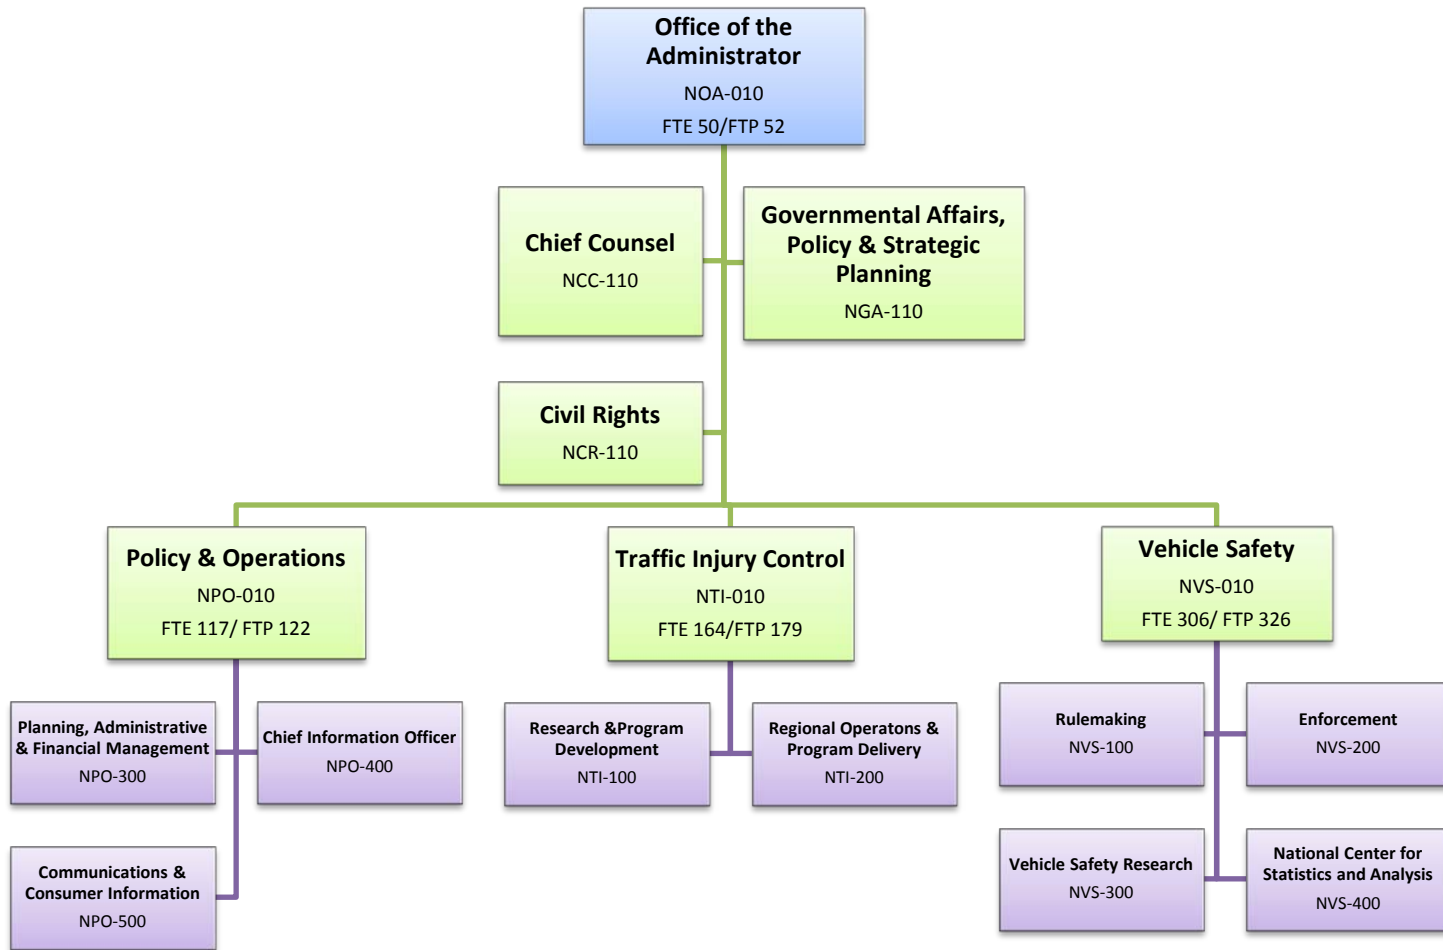 Office of the
Administrator
NOA-010
FTE 50/FTP 52
Chief Counsel
NCC-110
Governmental Affairs,
Policy & Strategic
Planning
NGA-110
Civil Rights
NCR-110
Policy & Operations
NPO-010
FTE 117/ FTP 122
Traffic Injury Control
NTI-010
FTE 164/FTP 179
Vehicle Safety
NVS-010
FTE 306/ FTP 326
Planning, Administrative
& Financial Management
NPO-300
Chief Information Officer
NPO-400
Communications &
Consumer Information
NPO-500
Research &Program
Development
NTI-100
Regional Operatons &
Program Delivery
NTI-200
Rulemaking
NVS-100
Enforcement
NVS-200
Vehicle Safety Research
NVS-300
National Center for
Statistics and Analysis
NVS-400